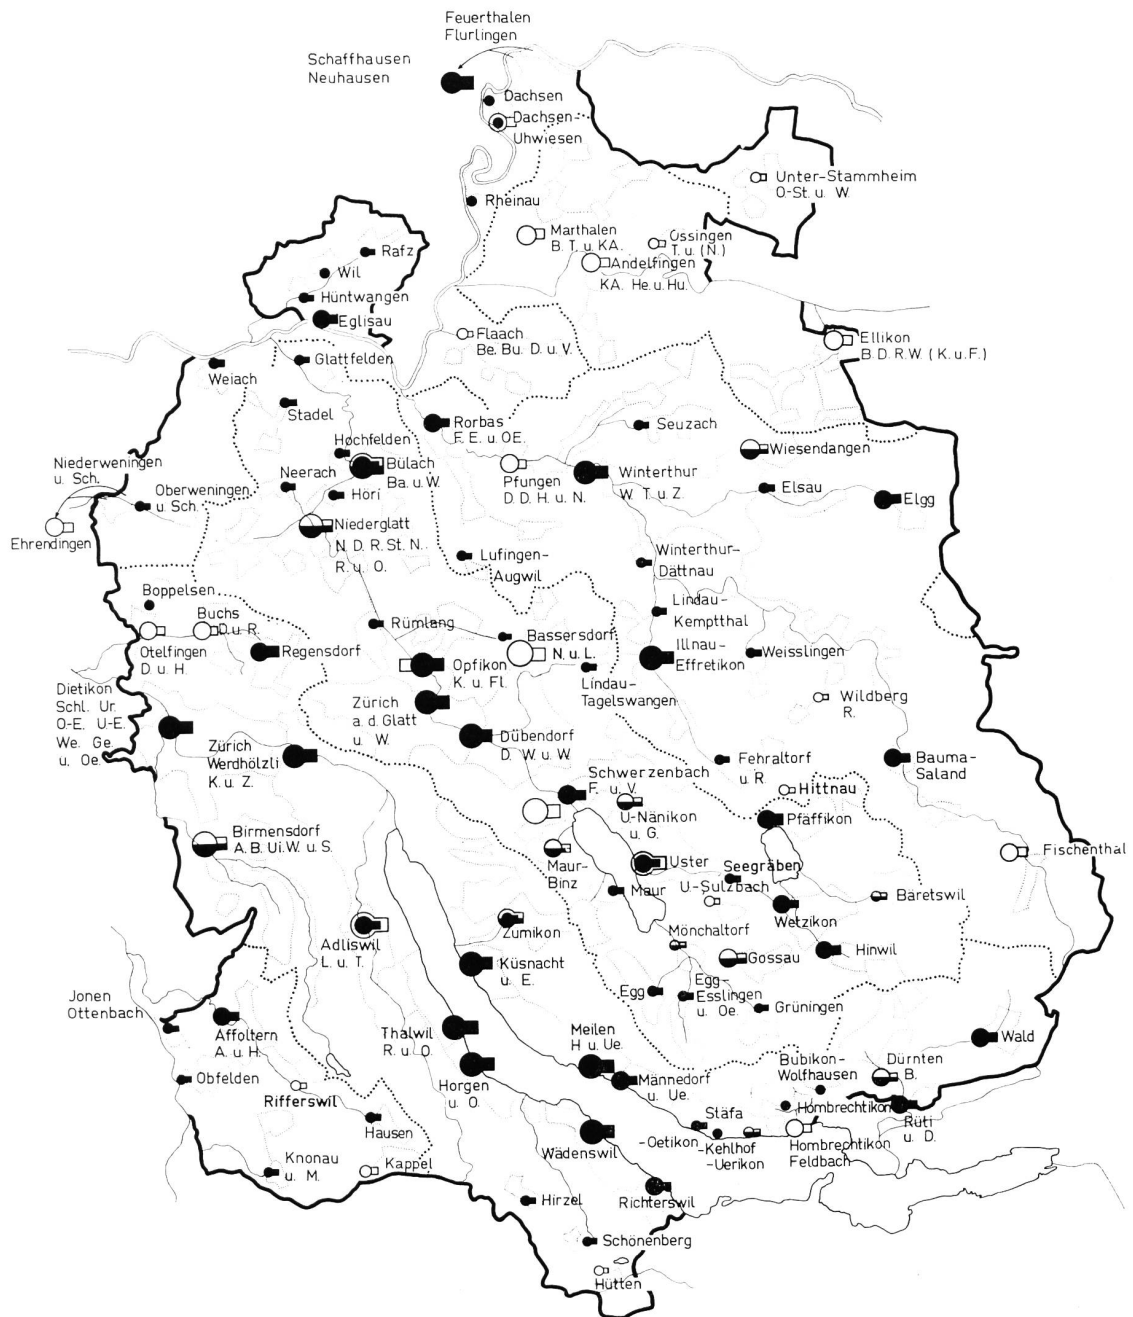 Feuerthalen
Flurlingen
Schaffhausen
Neuhausen
Dachsen
Dachsen-
Uhwiesen
Unter-Stammheim
O-St. u. W.
Rheinau
Marthalen
B. T. u. KA.
Ossingen
T. u. (N.)
Andelfingen
KA. He. u. Hu.
Rafz
Wil
Hüntwangen
Eglisau
Flaach
Be. Bu. D. u. V.
Ellikon
B. D. R. W. (K. u. F.)
Glattfelden
Weiach
Stadel
Rorbas
F. E. u. OE.
Seuzach
Wiesendangen
Hochfelden
Bülach
Ba. u. W.
Niederweningen
u. Sch.
Neerach
Höri
Pfungen
D. D. H. u. N.
Winterthur
W. T. u. Z.
Elsau
Elgg
Oberweningen
u. Sch.
Ehrendingen
Niederglatt
N. D. R. St. N.
R. u. O.
Lufingen-
Augwil
Winterthur-
Dättnau
Boppelsen
Buchs
D. u. R.
Otelfingen
D. u. H.
Regensdorf
Rümlang
Bassersdorf
N. u. L.
Lindau-
Kemptthal
Illnau-
Effretikon
Weisslingen
Opfikon
K. u. Fl.
Lindau-
Tagelswangen
Wildberg
R.
Dietikon
Schl. Ur.
O-E. U-E.
We. Ge.
u. Oe.
Zürich
a. d. Glatt
u. W.
Zürich
Werdhölzli
K. u. Z.
Dübendorf
D. W. u. W.
Fehraltorf
u. R.
Bauma-
Saland
Schwerzenbach
F. u. V.
Hittnau
U-Nänikon
u. G.
Pfäffikon
Birmensdorf
A. B. Ui. W. u. S.
Maur-
Binz
Uster
Fischenthal
Maur
Seegräben
U-Sulzbach
Bäretswil
Wetzikon
Zumikon
Mönchaltorf
Adliswil
L. u. T.
Gossau
Hinwil
Küsnacht
u. E.
Egg
Egg-
Esslingen
u. Oe.
Grüningen
Jonen
Ottenbach
Affoltern
A. u. H.
Thalwil
R. u. O.
Meilen
H. u. Ue.
Wald
Obfelden
Rifferswil
Horgen
u. O.
Männedorf
u. Ue.
Bubikon-
Wolfhausen
Dürnten
B.
Hausen
Stäfa
Hombrechtikon
Rüti
u. D.
Wädenswil
-Oetikon
-Kehlhof
-Uerikon
Hombrechtikon
Feldbach
Knonau
u. M.
Kappel
Richterswil
Hirzel
Schönenberg
Hütten